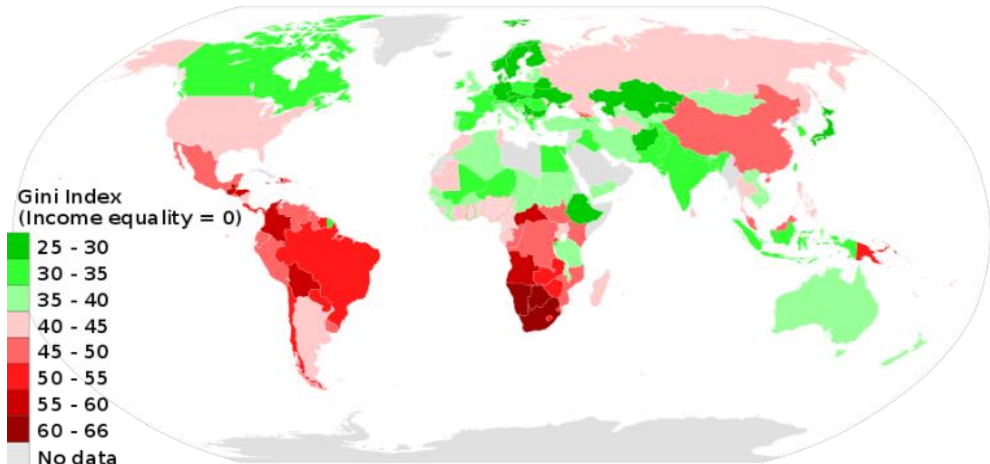 Gini Index
(Income equality = 0)
25 - 30
30 - 35
35 - 40
40 - 45
45 - 50
50 - 55
55 - 60
60 - 66
No data